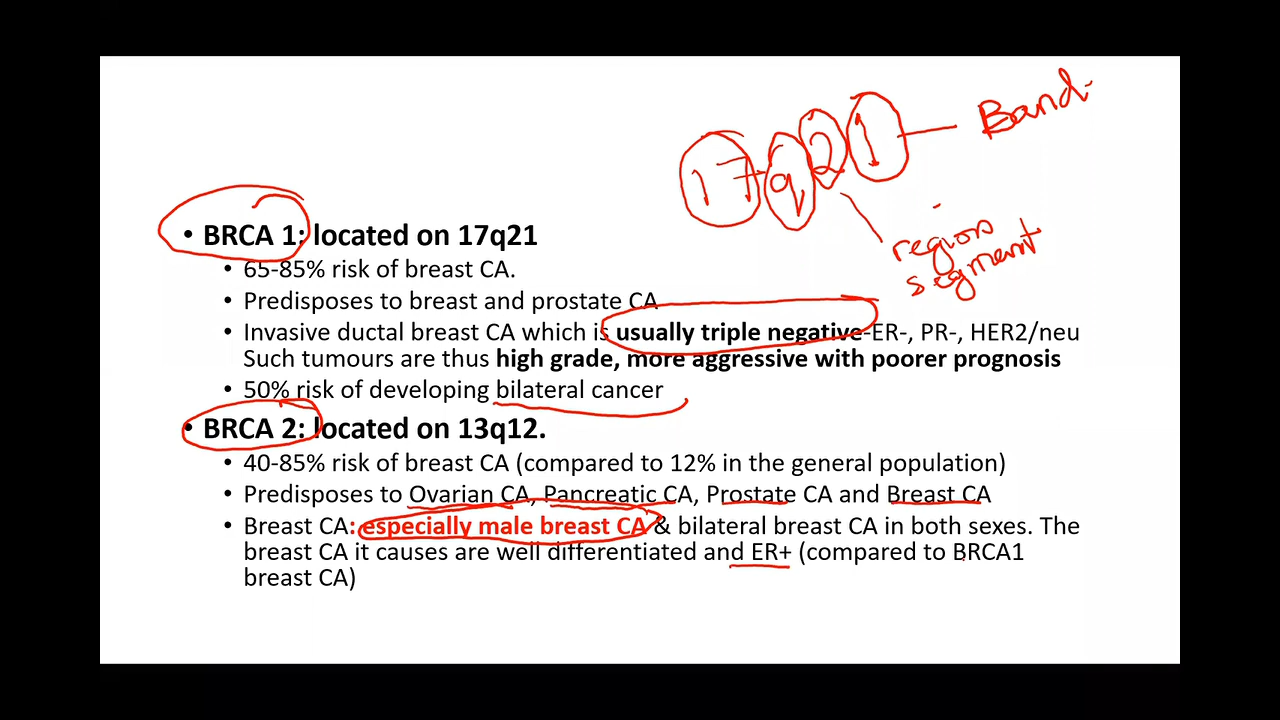 17q21 — Band.
region
segment
• BRCA 1: located on 17q21
• 65-85% risk of breast CA.
• Predisposes to breast and prostate CA
• Invasive ductal breast CA which is usually triple negative-ER-, PR-, HER2/neu
Such tumours are thus high grade, more aggressive with poorer prognosis
• 50% risk of developing bilateral cancer
• BRCA 2: located on 13q12.
• 40-85% risk of breast CA (compared to 12% in the general population)
• Predisposes to Ovarian CA, Pancreatic CA, Prostate CA and Breast CA
• Breast CA: especially male breast CA & bilateral breast CA in both sexes. The
breast CA it causes are well differentiated and ER+ (compared to BRCA1
breast CA)